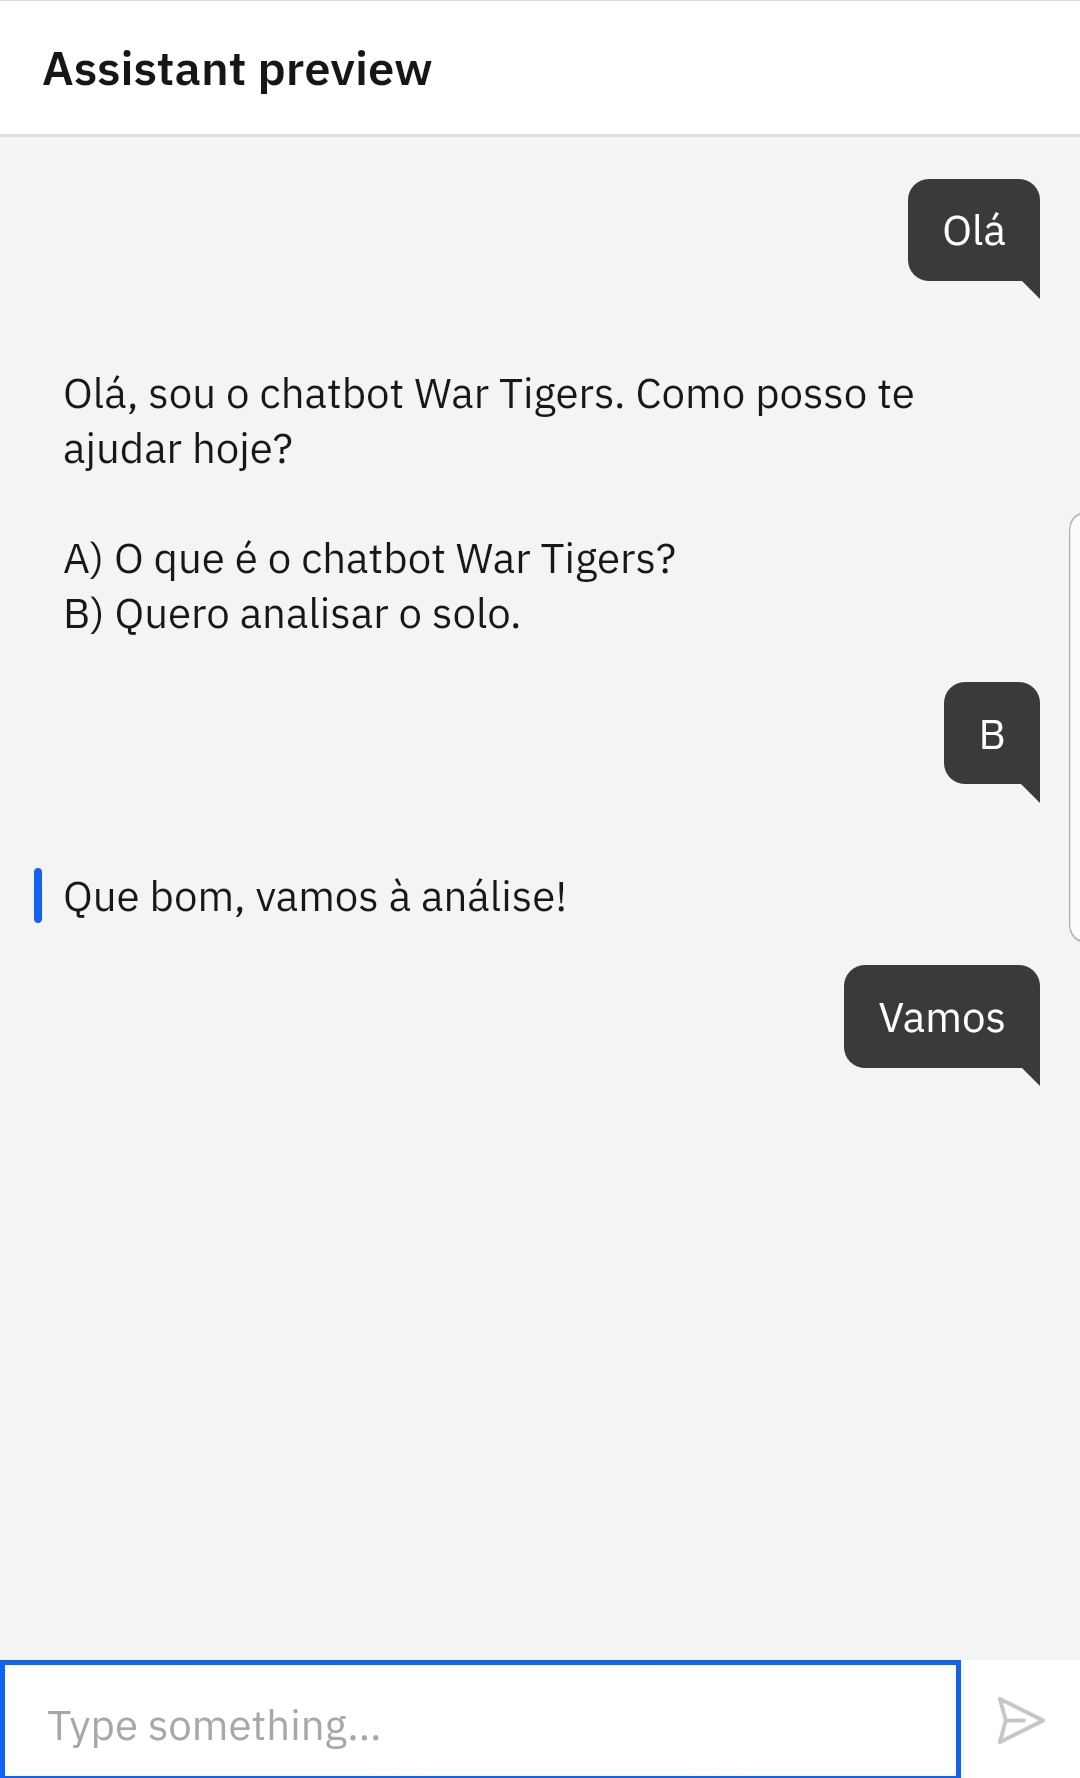 Assistant preview
Olá
Olá, sou o chatbot War Tigers. Como posso te
ajudar hoje?
A) O que é o chatbot War Tigers?
B) Quero analisar o solo.
B
Que bom, vamos à análise!
Vamos
Type something...